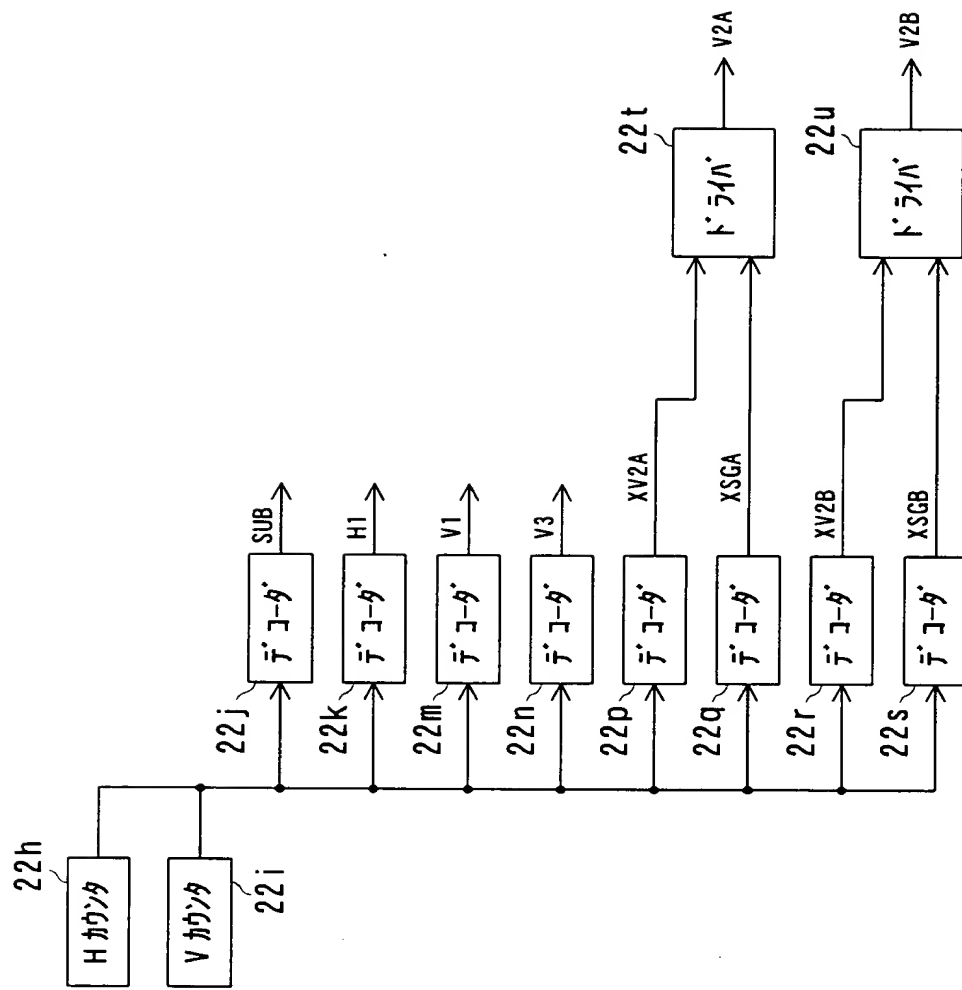 22h
Hカウンタ
Vカウンタ
22i
22j
デコーダ
SUB
22k
デコーダ
H1
22m
デコーダ
V1
22n
デコーダ
V3
22p
デコーダ
XV2A
22q
デコーダ
XSGA
22r
デコーダ
XV2B
22s
デコーダ
XSGB
22t
ドライバ
V2A
22u
ドライバ
V2B